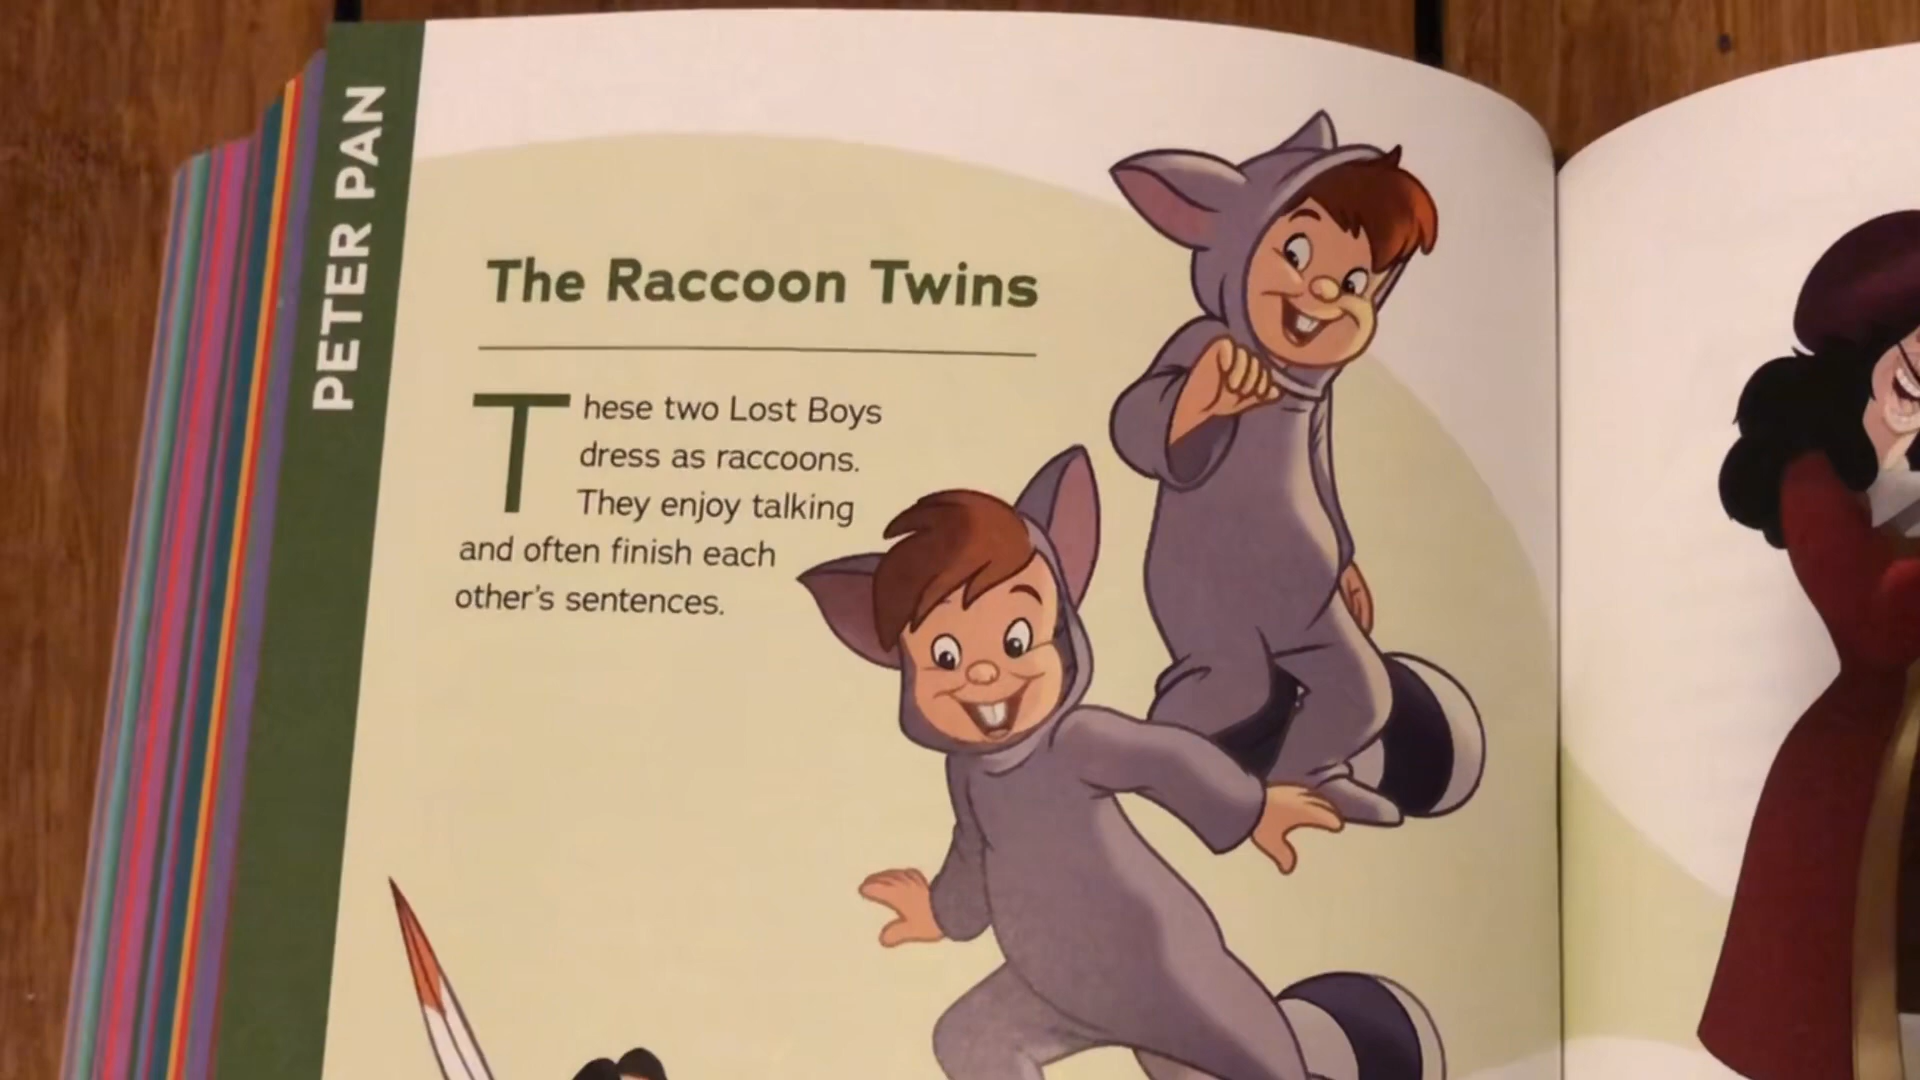 PETER PAN
The Raccoon Twins
These two Lost Boys
dress as raccoons.
They enjoy talking
and often finish each
other's sentences.